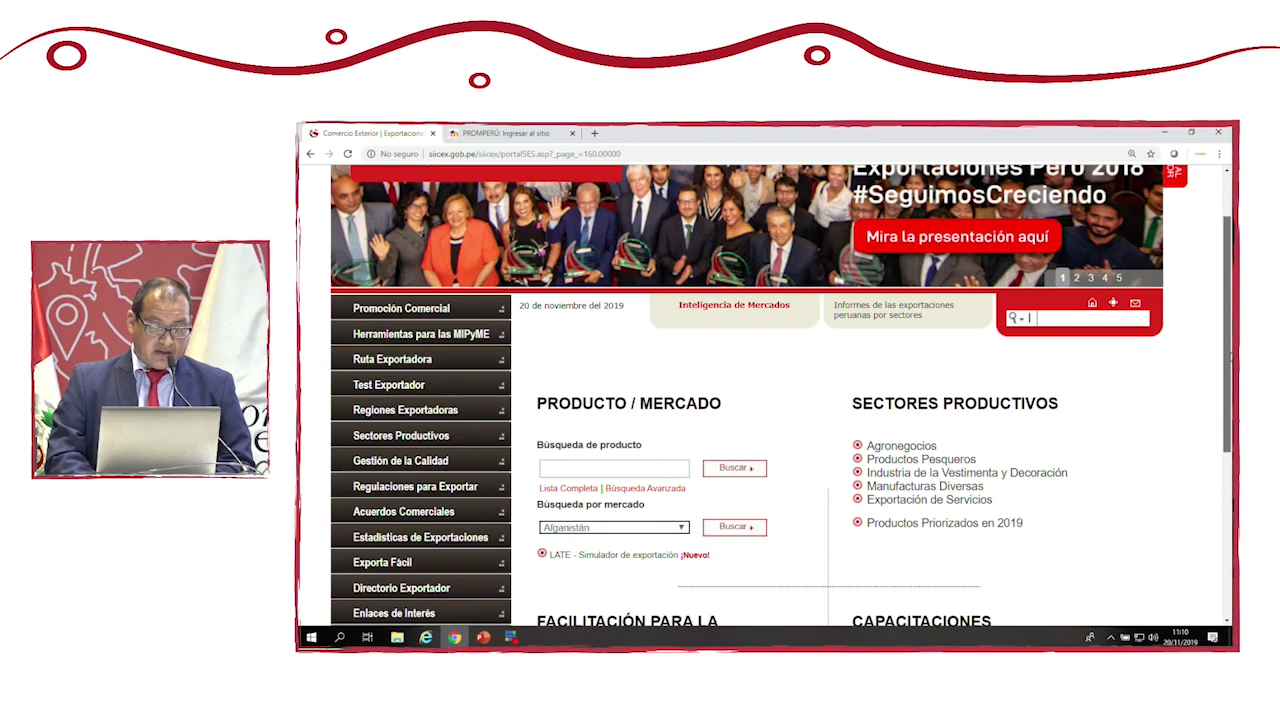 Comercio Exterior | Exportacione
PROMPERÚ: Ingresar al sitio
No seguro | siicex.gob.pe/siicex/portal5ES.asp?_page_=160.00000
Exportaciones Perú 2018
#SeguimosCreciendo
Mira la presentación aquí
1 2 3 4 5
Promoción Comercial
Herramientas para las MIPyME
Ruta Exportadora
Test Exportador
Regiones Exportadoras
Sectores Productivos
Gestión de la Calidad
Regulaciones para Exportar
Acuerdos Comerciales
Estadísticas de Exportaciones
Exporta Fácil
Directorio Exportador
Enlaces de Interés
20 de noviembre del 2019
Inteligencia de Mercados
Informes de las exportaciones
peruanas por sectores
PRODUCTO / MERCADO
Búsqueda de producto
Buscar
Lista Completa | Búsqueda Avanzada
Búsqueda por mercado
Afganistán
Buscar
LATE - Simulador de exportación ¡Nuevo!
SECTORES PRODUCTIVOS
Agronegocios
Productos Pesqueros
Industria de la Vestimenta y Decoración
Manufacturas Diversas
Exportación de Servicios
Productos Priorizados en 2019
FACILITACIÓN PARA LA
CAPACITACIONES
11:10
20/11/2019